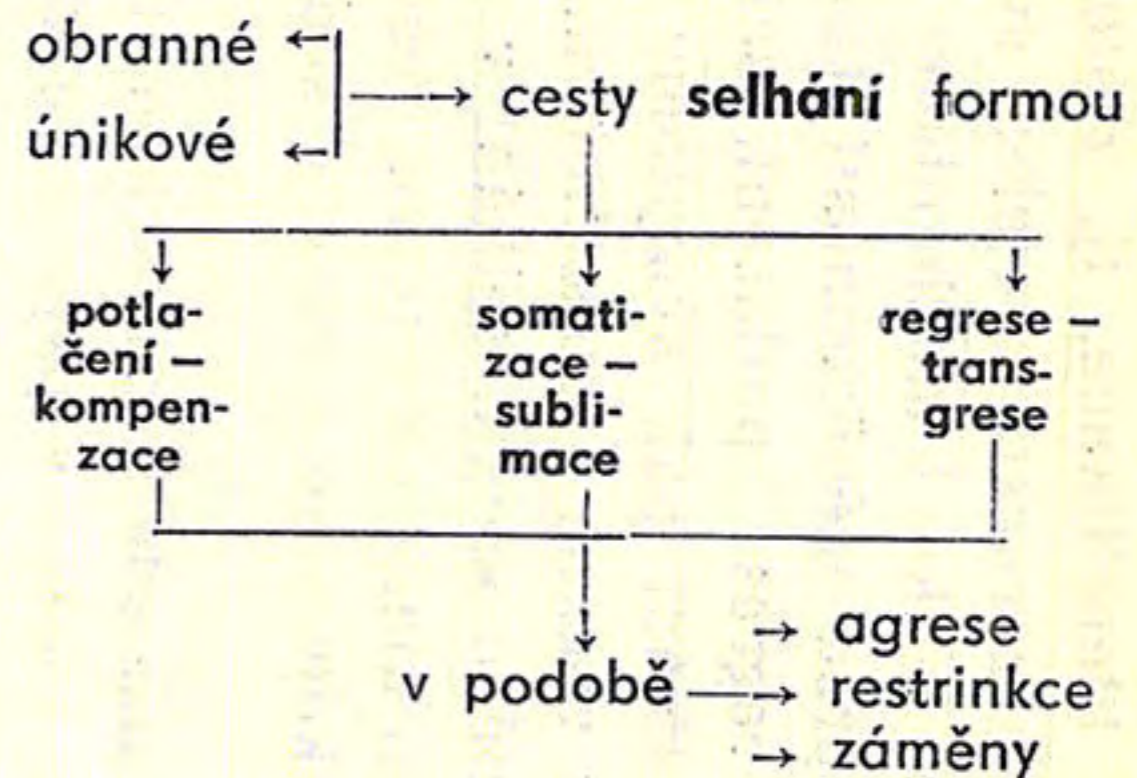 obranné
únikové
cesty selhání formou
potla-
čení –
kompen-
zace
somati-
zace –
subli-
mace
regrese –
trans-
grese
v podobě
agrese
restrinkce
záměny